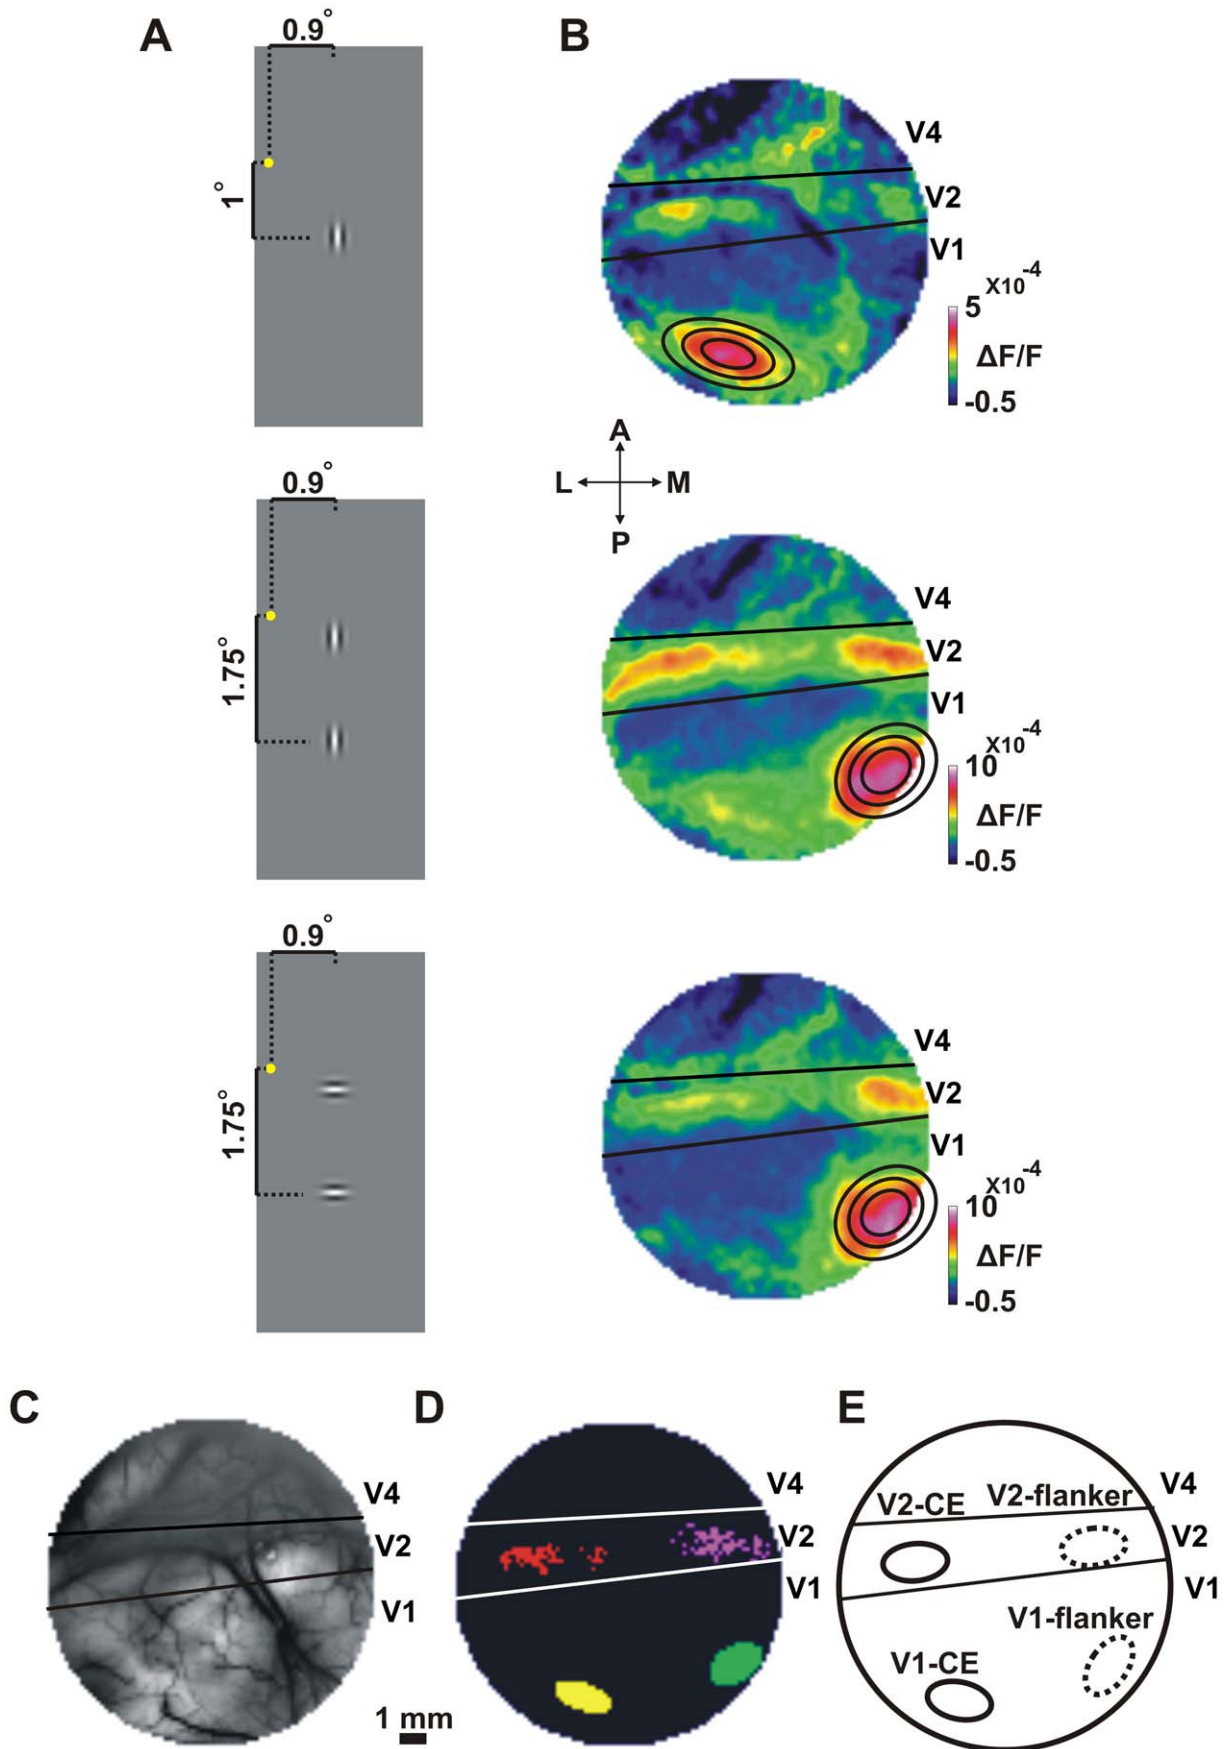 A
B
0.9°
1°
V4
V2
V1
5 X10-4
ΔF/F
-0.5
A
L M
P
0.9°
1.75°
V4
V2
V1
10 X10-4
ΔF/F
-0.5
0.9°
1.75°
V4
V2
V1
10 X10-4
ΔF/F
-0.5
C
V4
V2
V1
1 mm
D
V4
V2
V1
E
V2-CE V2-flanker
V4
V2
V1
V1-flanker
V1-CE